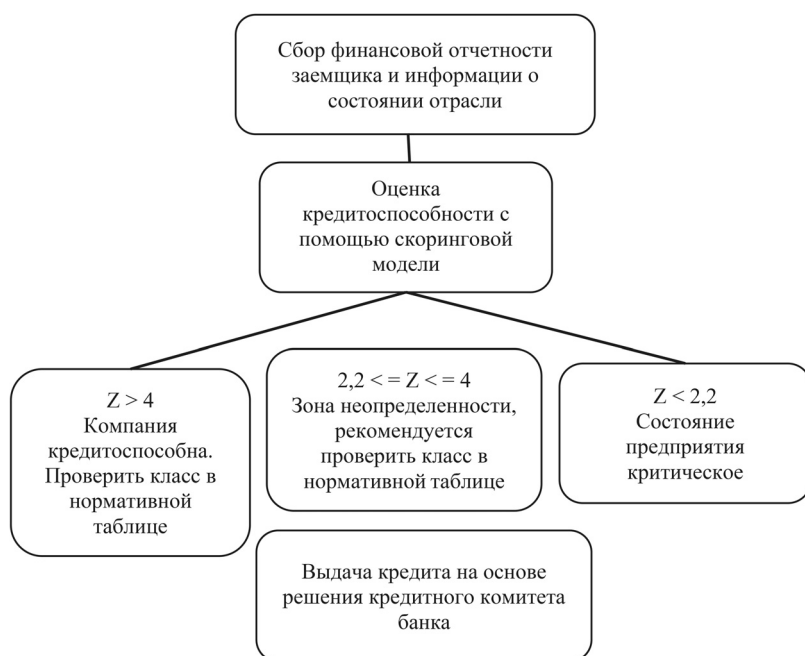 Сбор финансовой отчетности
заемщика и информации о
состоянии отрасли
Оценка
кредитоспособности с
помощью скоринговой
модели
Z > 4
Компания
кредитоспособна.
Проверить класс в
нормативной
таблице
2,2 < = Z < = 4
Зона неопределенности,
рекомендуется
проверить класс в
нормативной таблице
Z < 2,2
Состояние
предприятия
критическое
Выдача кредита на основе
решения кредитного комитета
банка